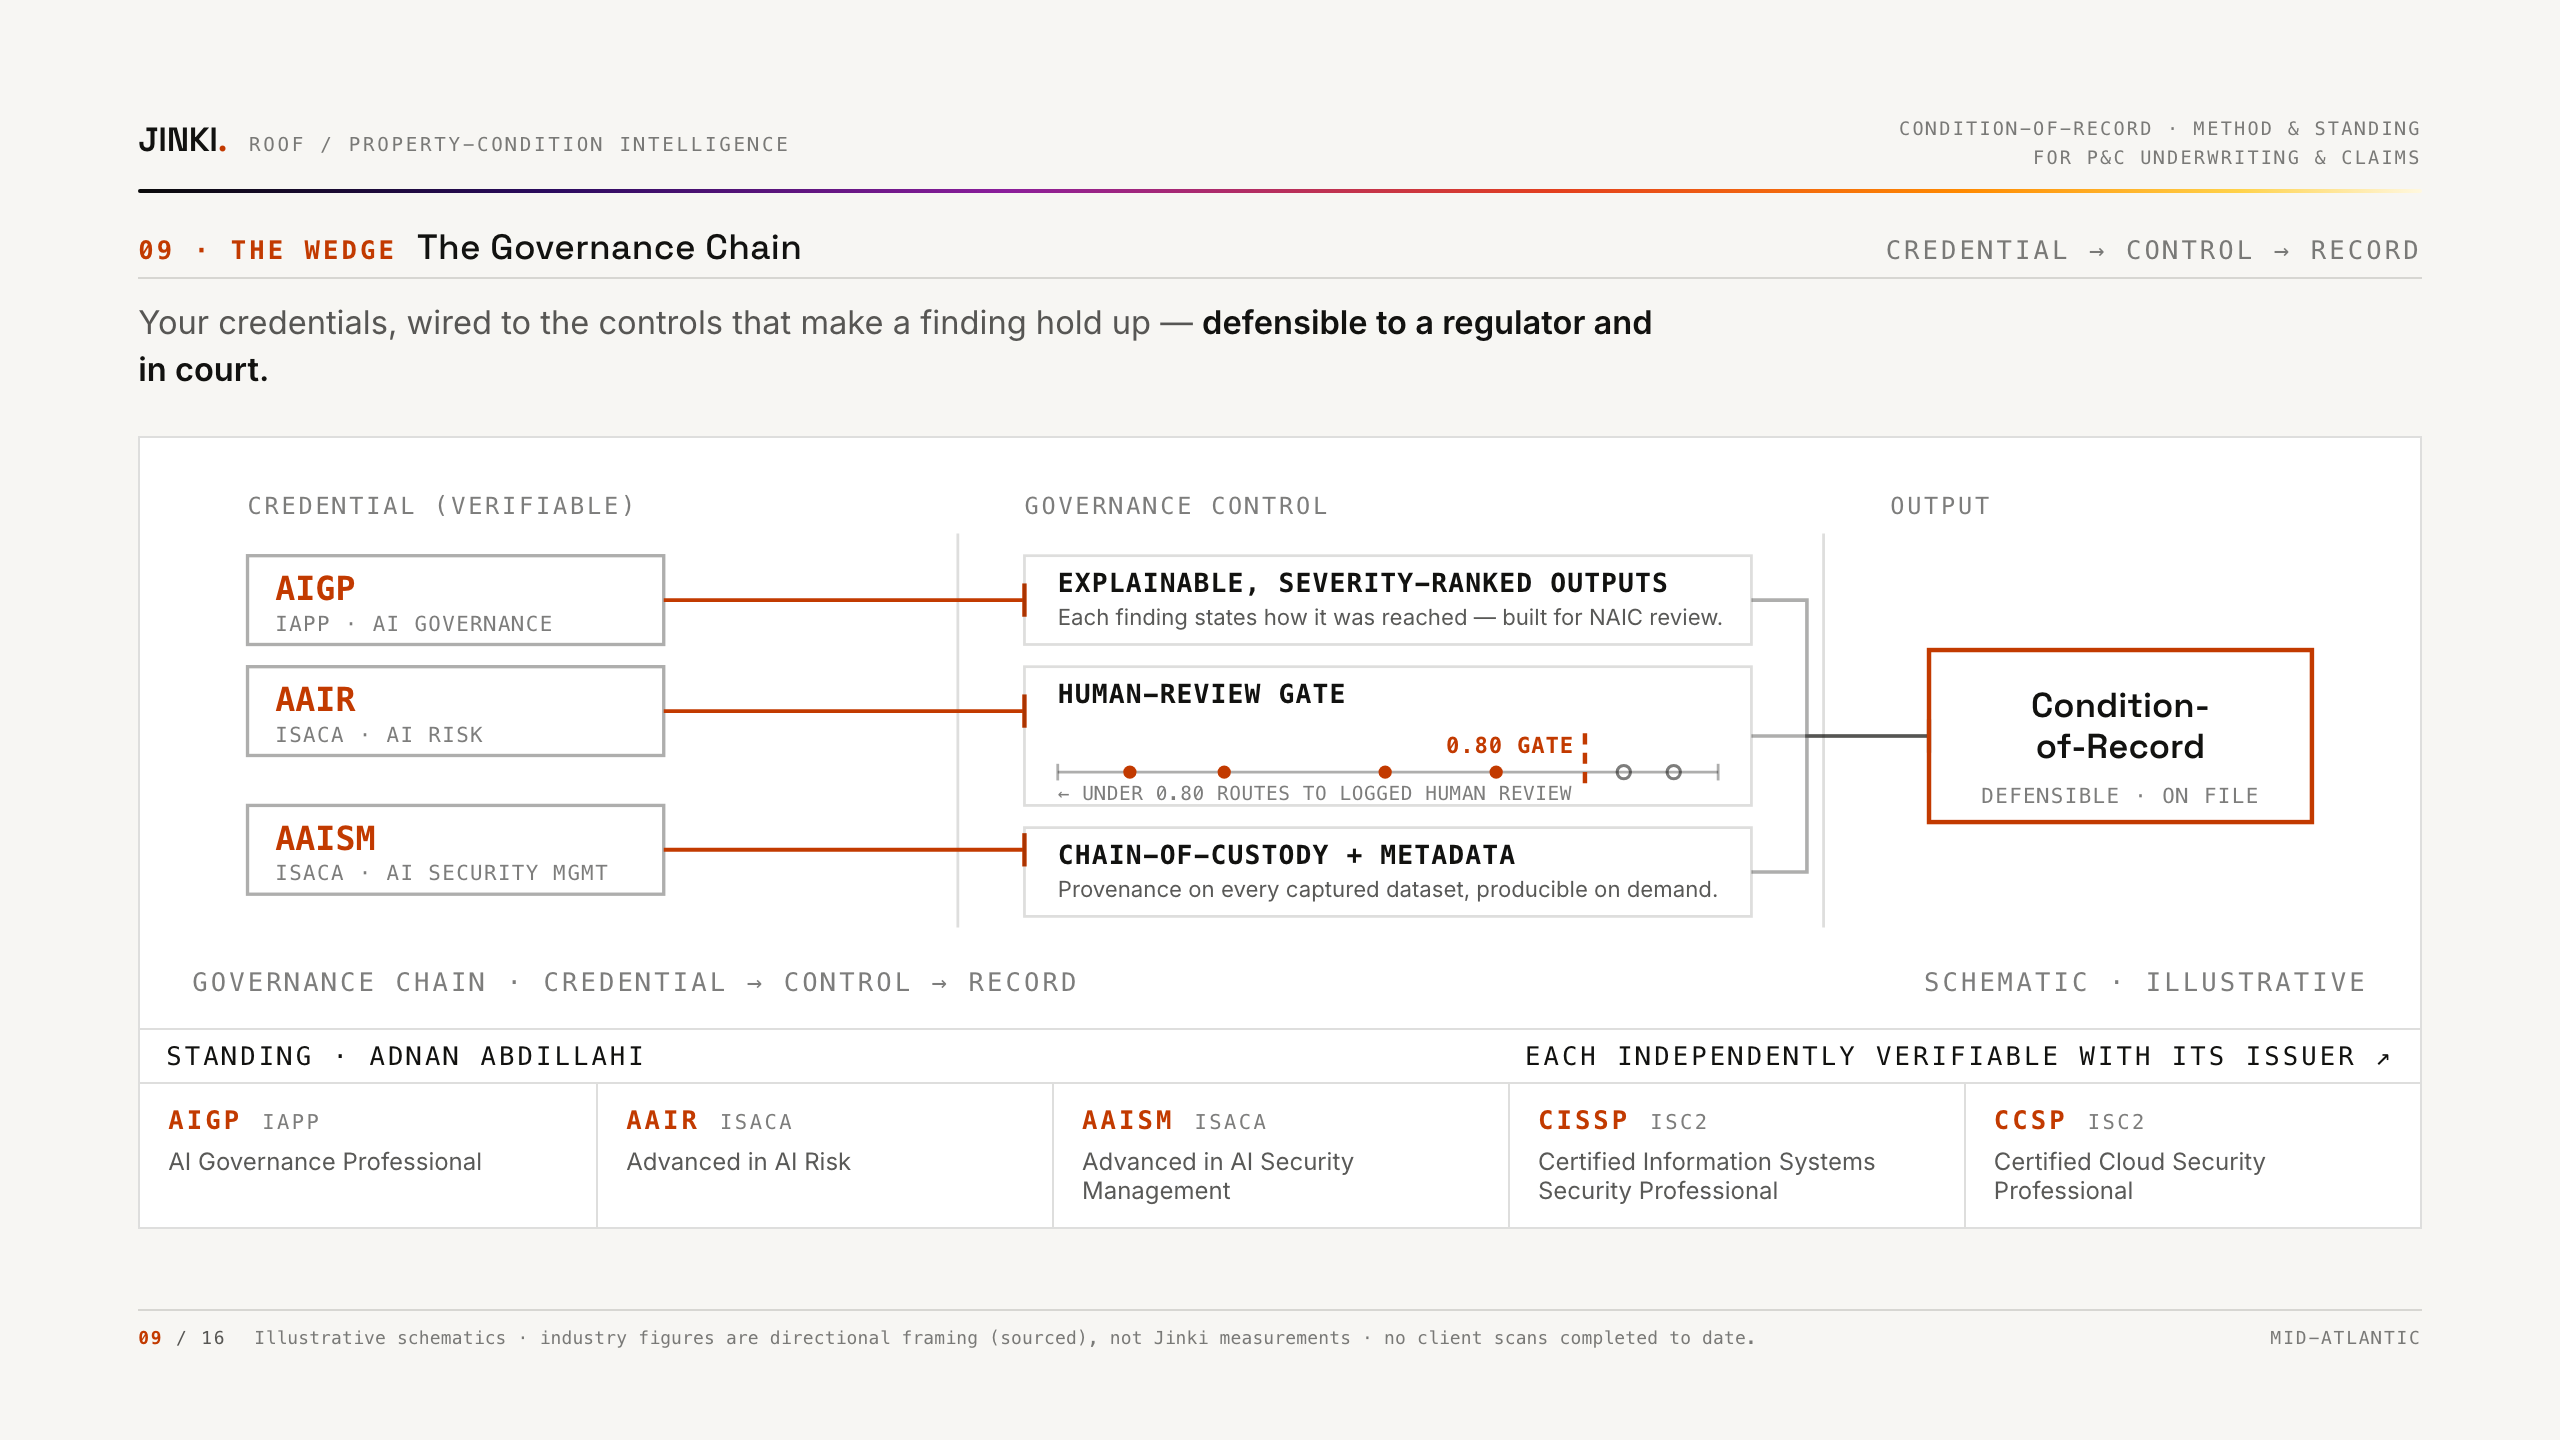 JINKI. ROOF / PROPERTY-CONDITION INTELLIGENCE
CONDITION-OF-RECORD · METHOD & STANDING
FOR P&C UNDERWRITING & CLAIMS
09 · THE WEDGE The Governance Chain
CREDENTIAL → CONTROL → RECORD
Your credentials, wired to the controls that make a finding hold up — defensible to a regulator and
in court.
CREDENTIAL (VERIFIABLE)
GOVERNANCE CONTROL
OUTPUT
AIGP
IAPP · AI GOVERNANCE
EXPLAINABLE, SEVERITY-RANKED OUTPUTS
Each finding states how it was reached — built for NAIC review.
AAIR
ISACA · AI RISK
HUMAN-REVIEW GATE
0.80 GATE
← UNDER 0.80 ROUTES TO LOGGED HUMAN REVIEW
AAISM
ISACA · AI SECURITY MGMT
CHAIN-OF-CUSTODY + METADATA
Provenance on every captured dataset, producible on demand.
Condition-
of-Record
DEFENSIBLE · ON FILE
GOVERNANCE CHAIN · CREDENTIAL → CONTROL → RECORD
SCHEMATIC · ILLUSTRATIVE
STANDING · ADNAN ABDILLAHI
EACH INDEPENDENTLY VERIFIABLE WITH ITS ISSUER ↗
AIGP IAPP
AI Governance Professional
AAIR ISACA
Advanced in AI Risk
AAISM ISACA
Advanced in AI Security
Management
CISSP ISC2
Certified Information Systems
Security Professional
CCSP ISC2
Certified Cloud Security
Professional
09 / 16 Illustrative schematics · industry figures are directional framing (sourced), not Jinki measurements · no client scans completed to date.
MID-ATLANTIC